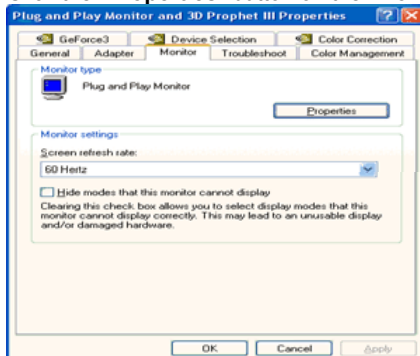 Plug and Play Monitor and 3D Prophet III Properties
GeForce3 Device Selection Color Correction
General Adapter Monitor Troubleshoot Color Management
Monitor type
Plug and Play Monitor
Properties
Monitor settings
Screen refresh rate:
60 Hertz
Hide modes that this monitor cannot display
Clearing this check box allows you to select display modes that this
monitor cannot display correctly. This may lead to an unusable display
and/or damaged hardware.
OK Cancel Apply